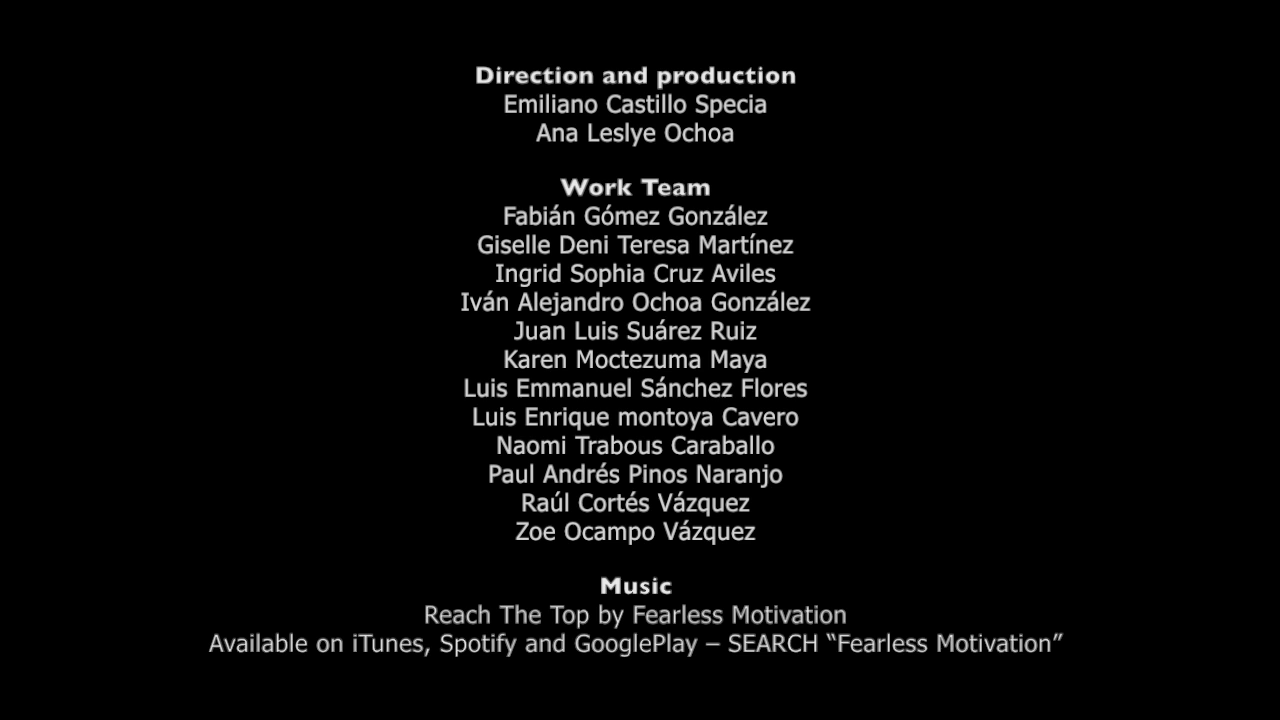 Direction and production
Emiliano Castillo Specia
Ana Leslye Ochoa
Work Team
Fabián Gómez González
Giselle Deni Teresa Martínez
Ingrid Sophia Cruz Aviles
Iván Alejandro Ochoa González
Juan Luis Suárez Ruiz
Karen Moctezuma Maya
Luis Emmanuel Sánchez Flores
Luis Enrique montoya Cavero
Naomi Trabous Caraballo
Paul Andrés Pinos Naranjo
Raúl Cortés Vázquez
Zoe Ocampo Vázquez
Music
Reach The Top by Fearless Motivation
Available on iTunes, Spotify and GooglePlay – SEARCH “Fearless Motivation”